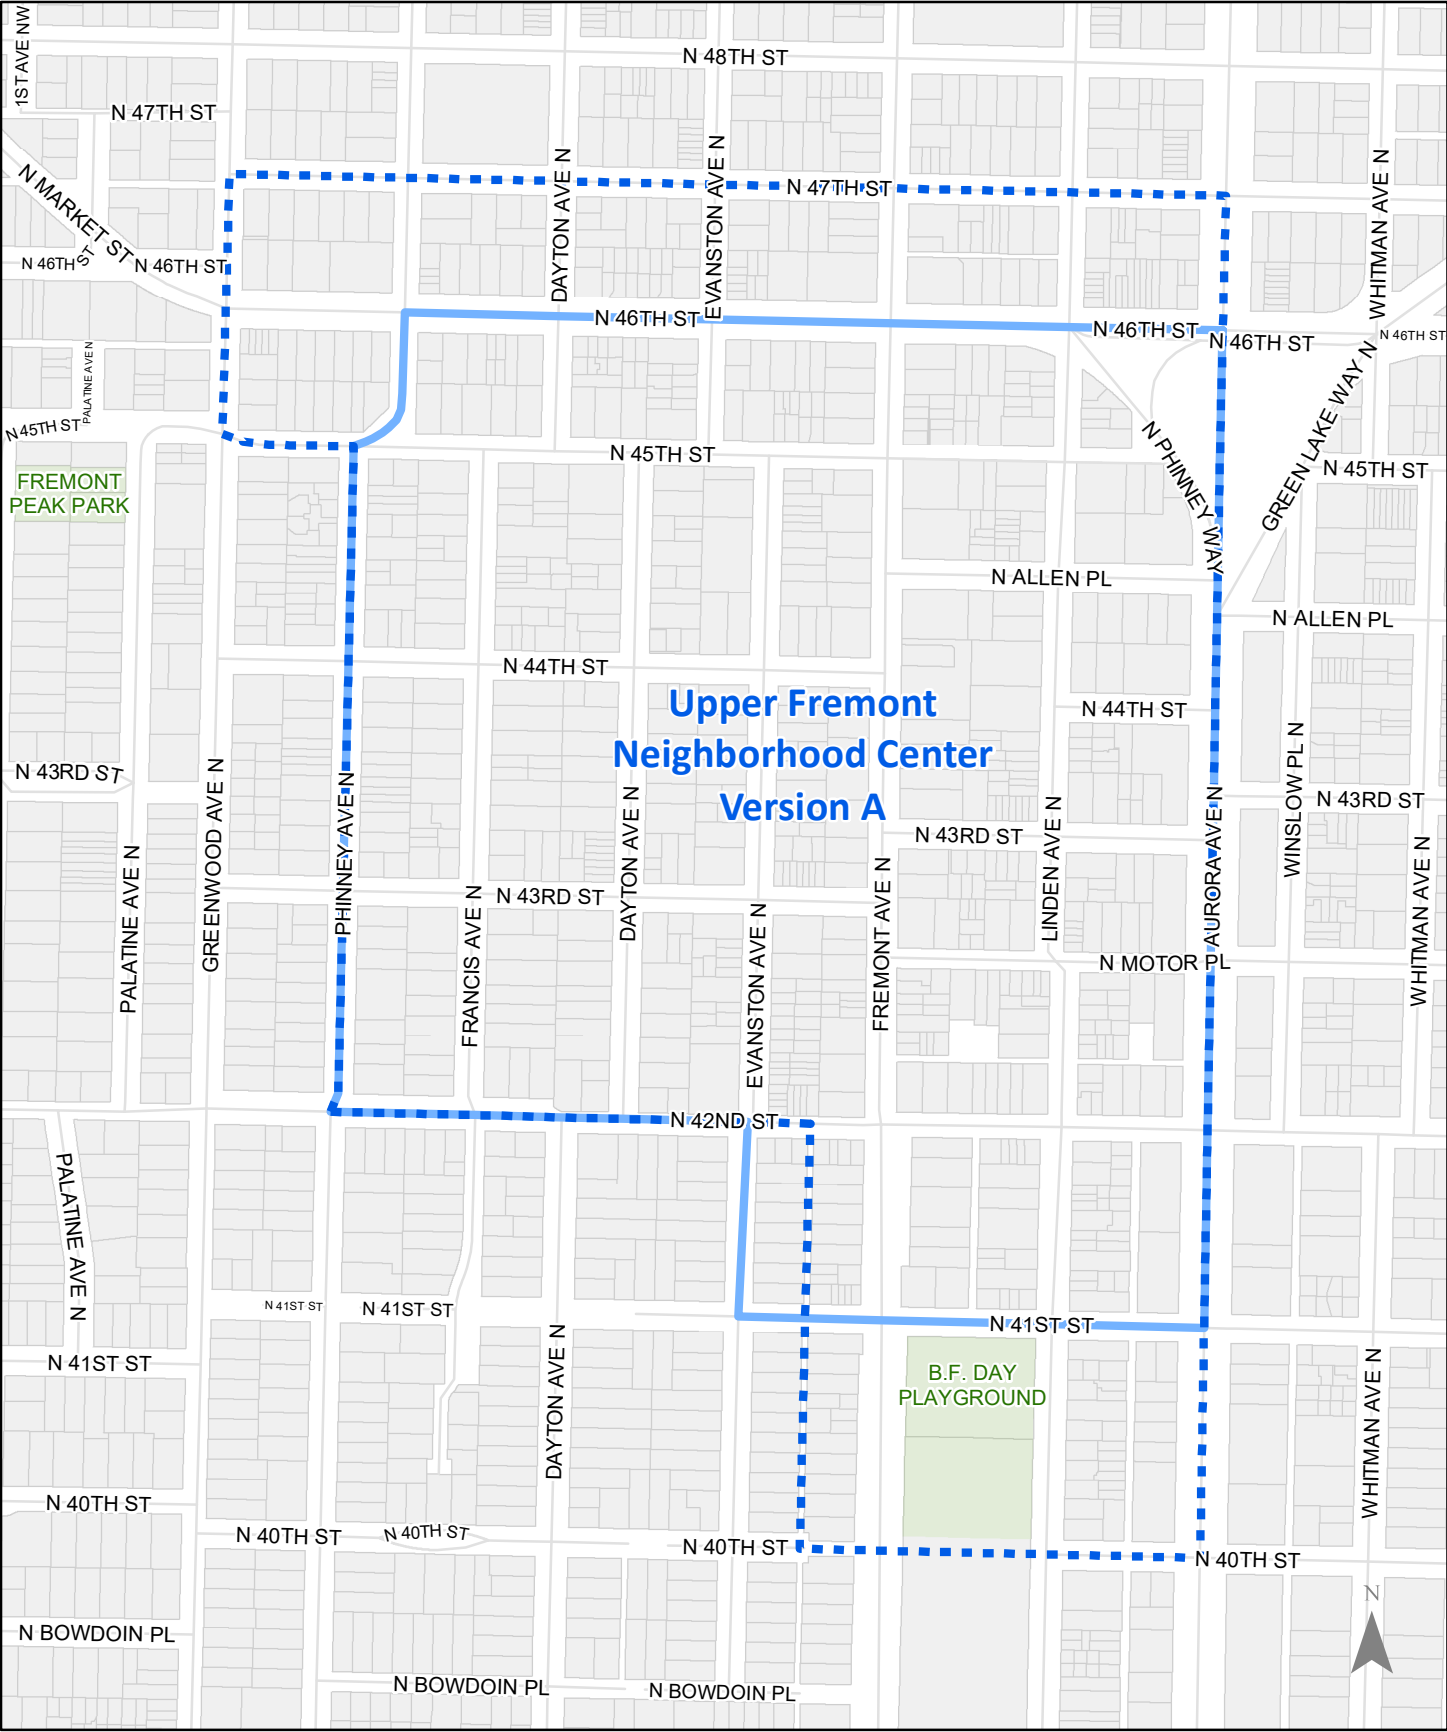 1ST AVE NW
N 48TH ST
N 47TH ST
N MARKET ST
DAYTON AVE N
EVANSTON AVE N
N 47TH ST
WHITMAN AVE N
N 46TH ST
N 46TH ST
N 46TH ST
N 46TH ST
N 46TH ST
N 46TH ST
PALATINE AVE N
N 45TH ST
N 45TH ST
N PHINNEY WAY
GREEN LAKE WAY N
N 45TH ST
FREMONT
PEAK PARK
N ALLEN PL
N ALLEN PL
N 44TH ST
Upper Fremont
Neighborhood Center
Version A
N 44TH ST
N 43RD ST
GREENWOOD AVE N
PHINNEY AVE N
DAYTON AVE N
AURORA AVE N
WINSLOW PL N
N 43RD ST
N 43RD ST
PALATINE AVE N
FRANCIS AVE N
N 43RD ST
EVANSTON AVE N
FREMONT AVE N
LINDEN AVE N
WHITMAN AVE N
N MOTOR PL
N 42ND ST
PALATINE AVE N
N 41ST ST
N 41ST ST
N 41ST ST
N 41ST ST
DAYTON AVE N
B.F. DAY
PLAYGROUND
WHITMAN AVE N
N 40TH ST
N 40TH ST
N 40TH ST
N 40TH ST
N 40TH ST
N
N BOWDOIN PL
N BOWDOIN PL
N BOWDOIN PL